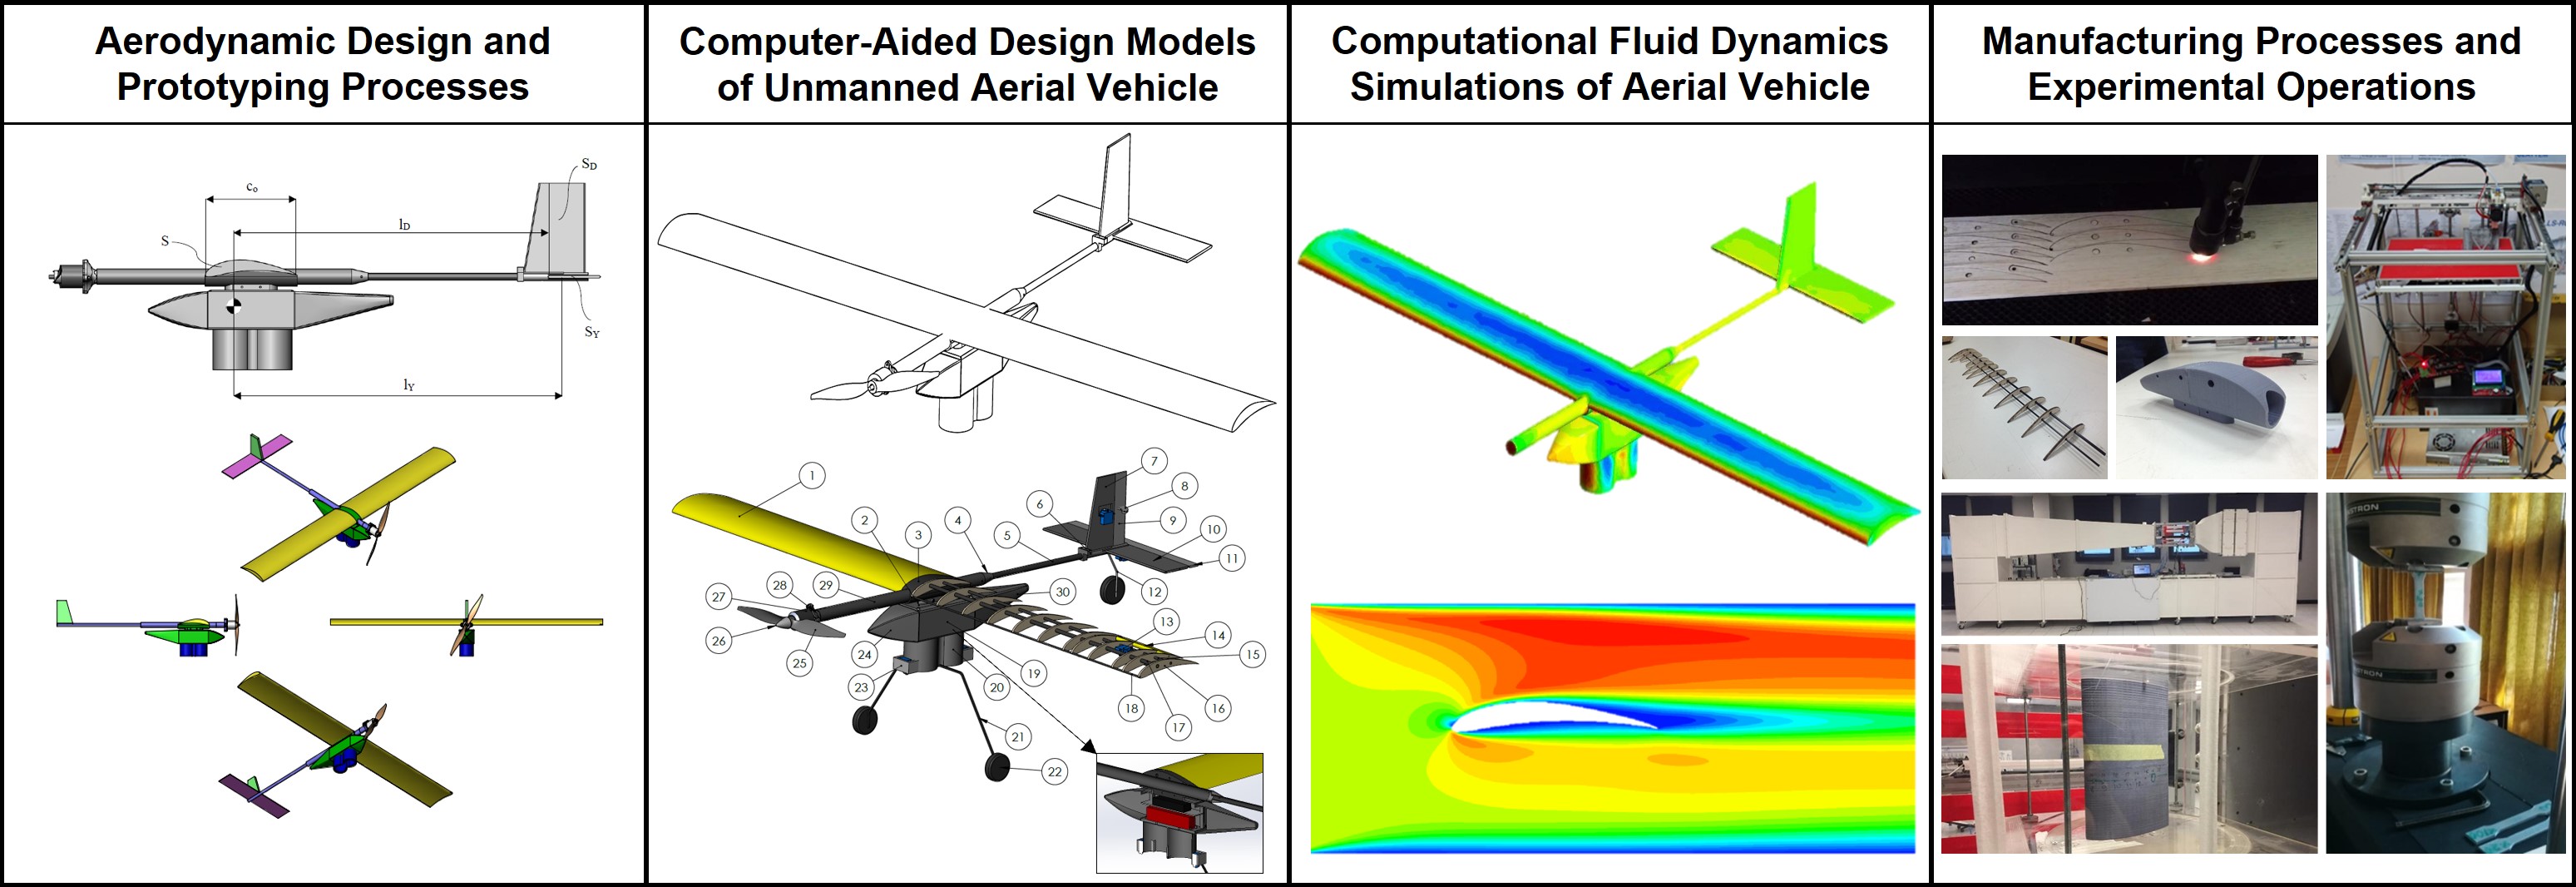 Aerodynamic Design and
Prototyping Processes
Computer-Aided Design Models
of Unmanned Aerial Vehicle
Computational Fluid Dynamics
Simulations of Aerial Vehicle
Manufacturing Processes and
Experimental Operations
S_D
c_o
l_D
S
S_Y
l_Y
1
2
3
4
5
6
7
8
9
10
11
12
13
14
15
16
17
18
19
20
21
22
23
24
25
26
27
28
29
30